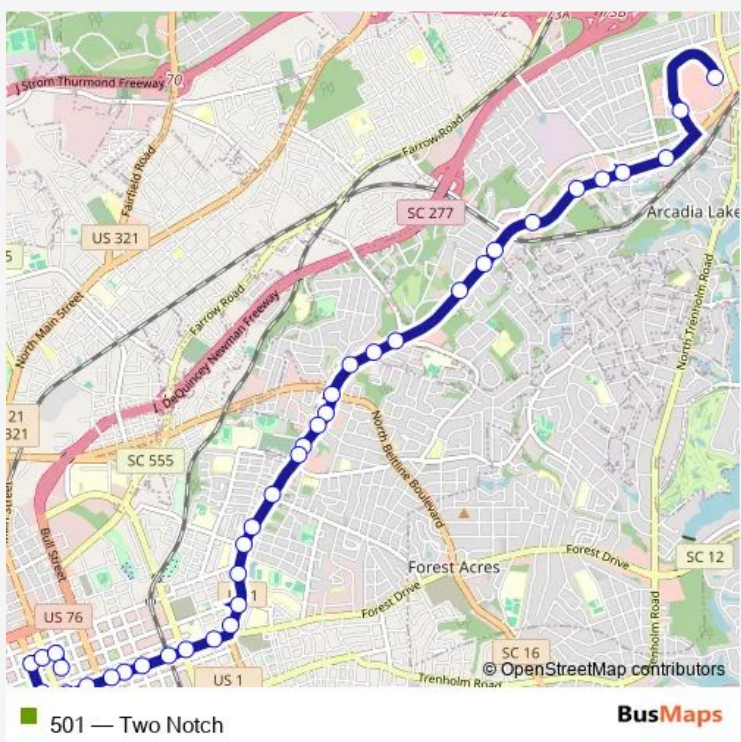 72
73A
J Strom Thurmond Freeway
70
Farrow Road
Fairfield Road
SC 277
Arcadia Lake
US 321
5
North Main Street
Farrow Road
J. DeQuincey Newman Freeway
North Trenholm Road
21
321
SC 555
North Beltline Boulevard
Bull Street
Forest Drive
SC 12
Forest Acres
1
Forest Drive
US 76
SC 16
Trenholm Road
© OpenStreetMap contributors
US 1
Trenholm Road
501 — Two Notch
BusMaps